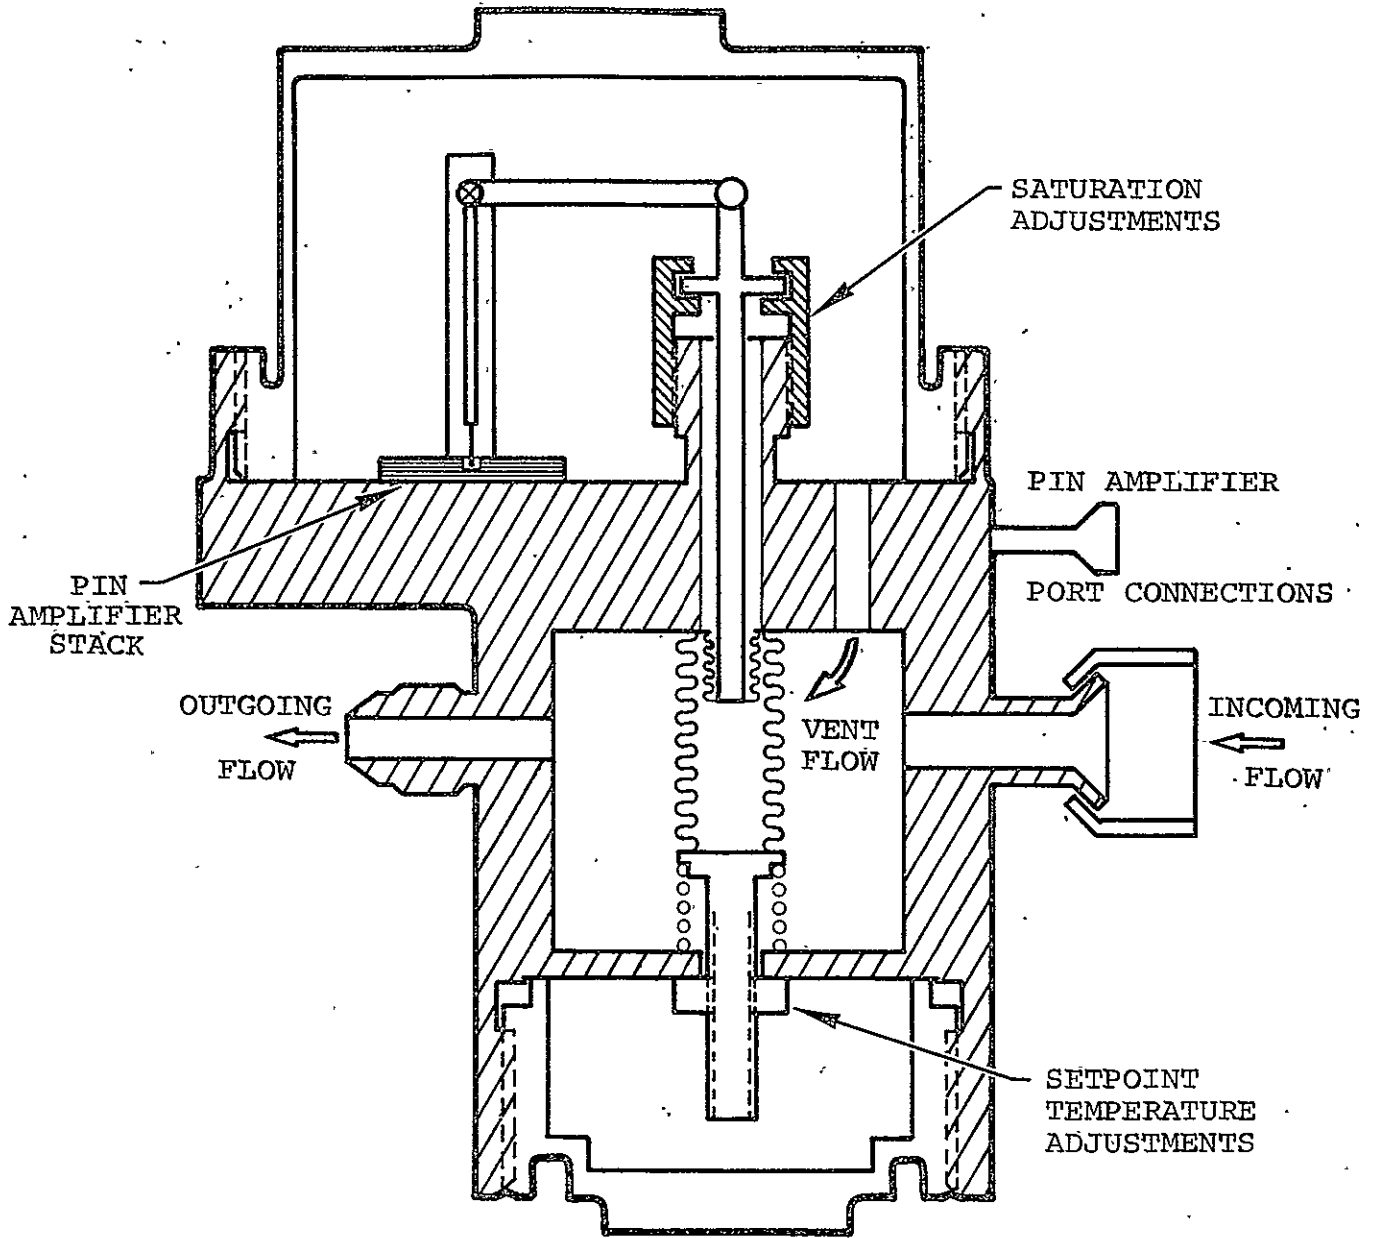 SATURATION
ADJUSTMENTS
PIN AMPLIFIER
PORT CONNECTIONS
PIN
AMPLIFIER
STACK
OUTGOING
FLOW
VENT
FLOW
INCOMING
FLOW
SETPOINT
TEMPERATURE
ADJUSTMENTS